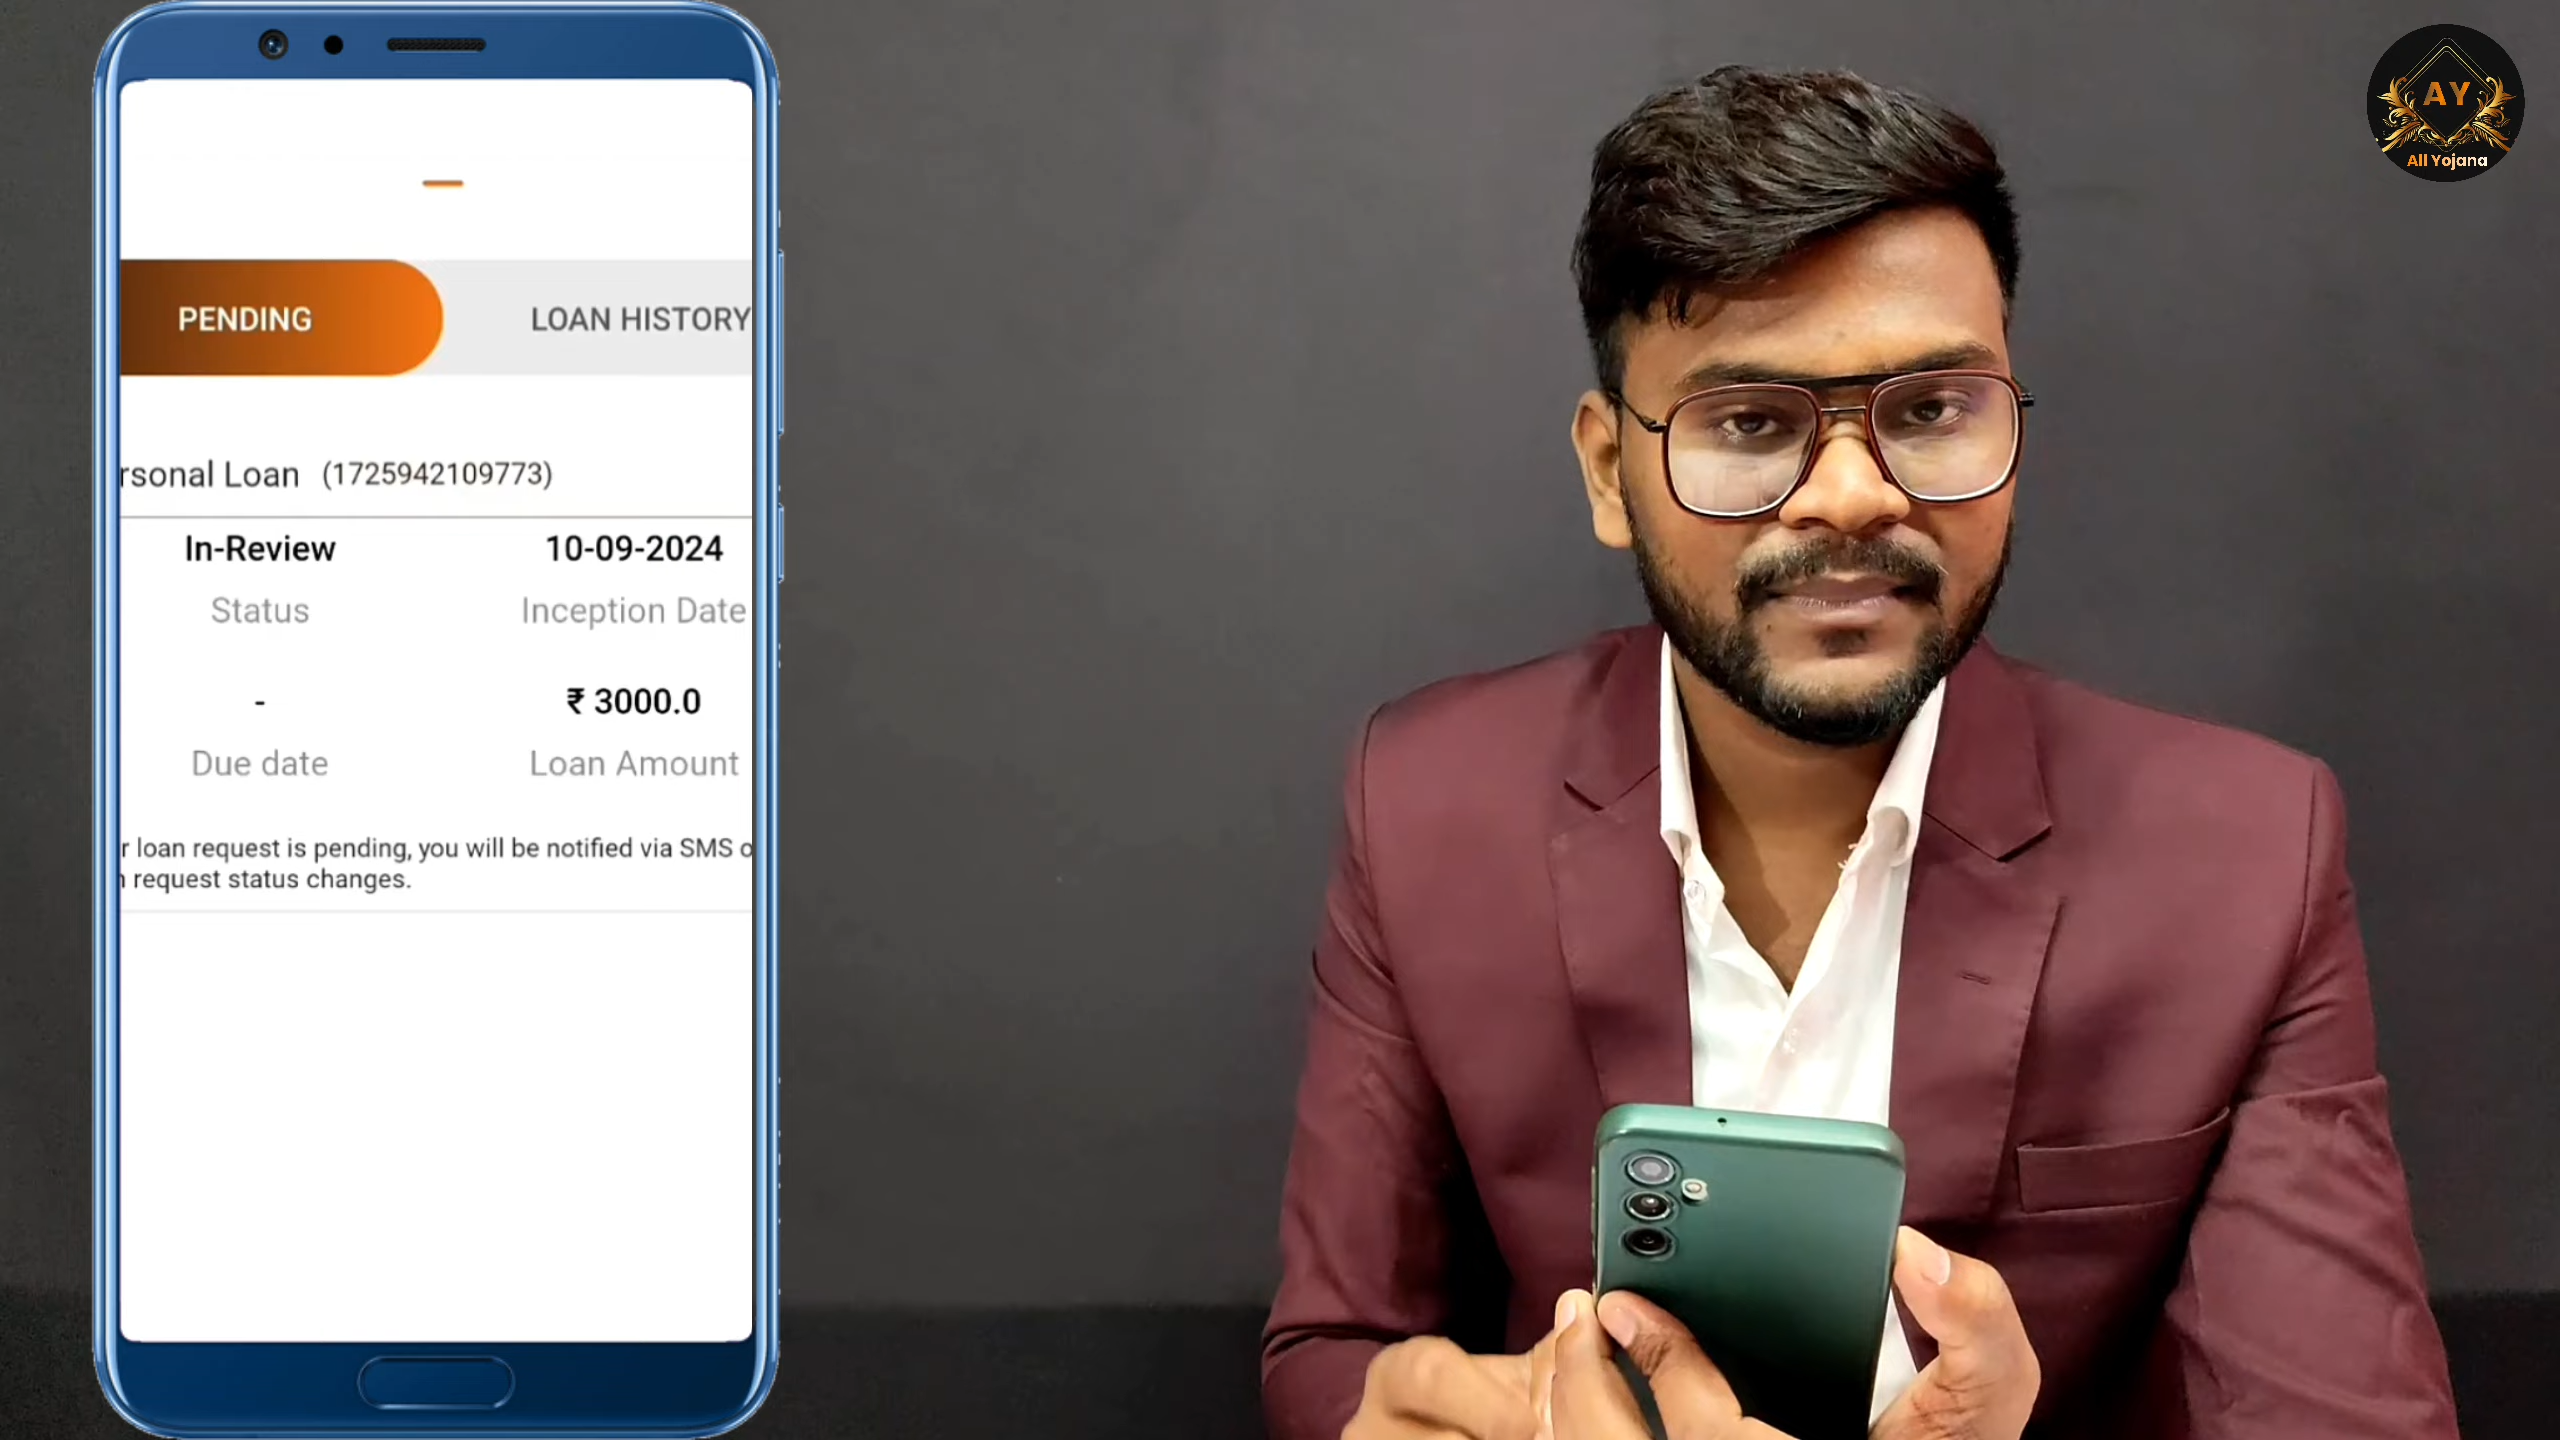 PENDING
LOAN HISTORY
rsonal Loan (1725942109773)
In-Review
10-09-2024
Status
Inception Date
-
₹ 3000.0
Due date
Loan Amount
r loan request is pending, you will be notified via SMS o
request status changes.
AY
All Yojana